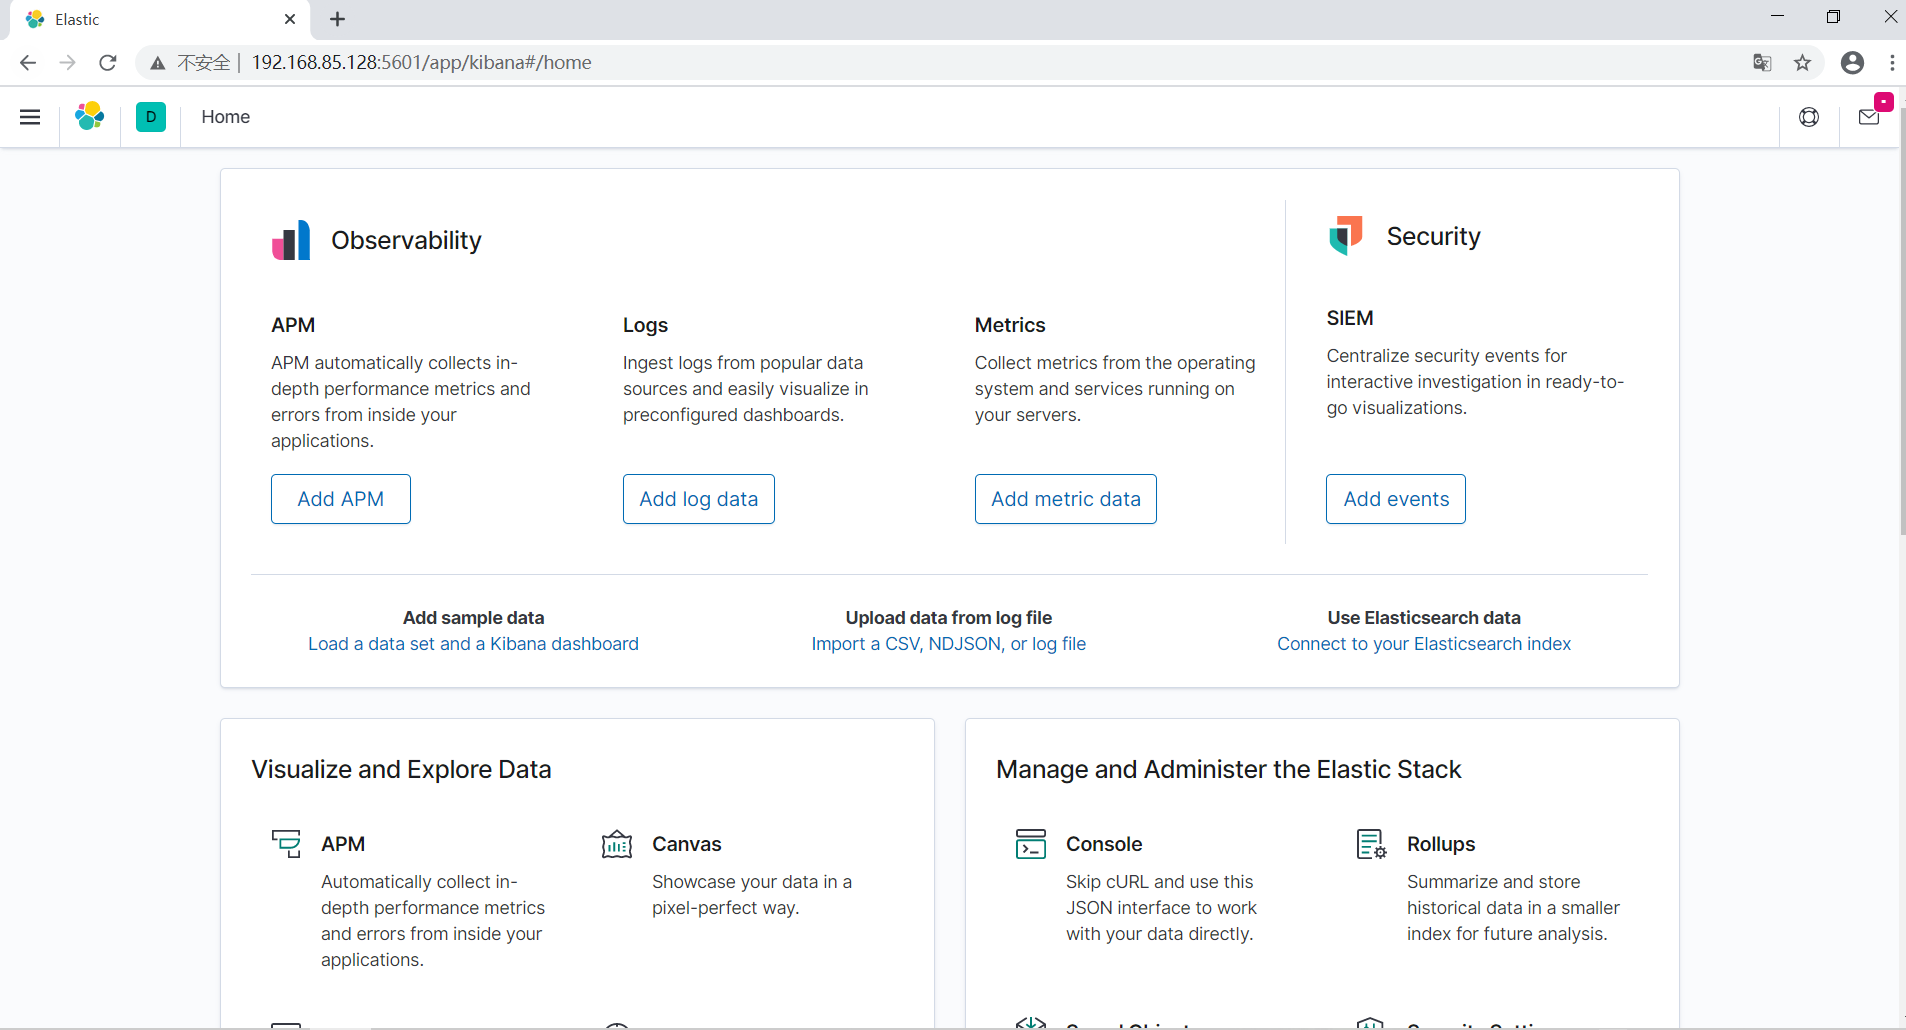 Elastic
不安全
192.168.85.128:5601/app/kibana#/home
D
Home
Observability
Security
APM
APM automatically collects in-
depth performance metrics and
errors from inside your
applications.
Add APM
Logs
Ingest logs from popular data
sources and easily visualize in
preconfigured dashboards.
Add log data
Metrics
Collect metrics from the operating
system and services running on
your servers.
Add metric data
SIEM
Centralize security events for
interactive investigation in ready-to-
go visualizations.
Add events
Add sample data
Load a data set and a Kibana dashboard
Upload data from log file
Import a CSV, NDJSON, or log file
Use Elasticsearch data
Connect to your Elasticsearch index
Visualize and Explore Data
APM
Automatically collect in-
depth performance metrics
and errors from inside your
applications.
Canvas
Showcase your data in a
pixel-perfect way.
Manage and Administer the Elastic Stack
Console
Skip cURL and use this
JSON interface to work
with your data directly.
Rollups
Summarize and store
historical data in a smaller
index for future analysis.